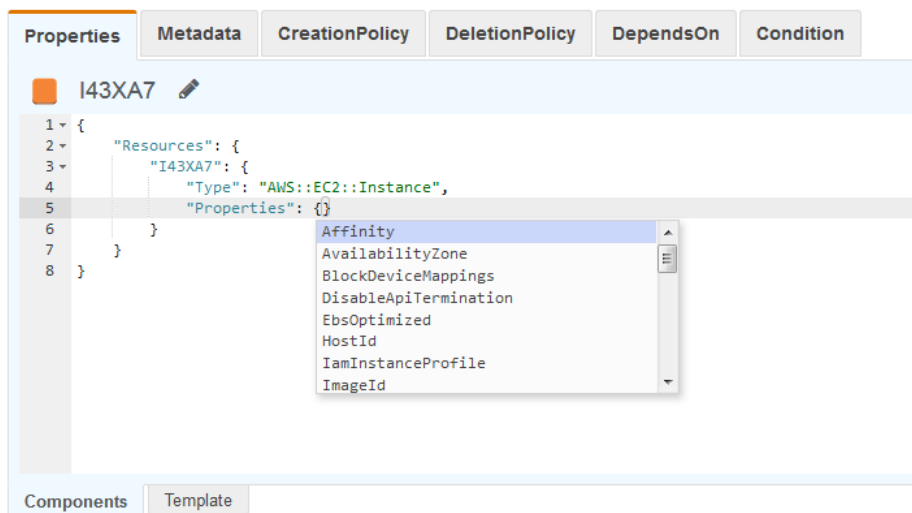 Properties Metadata CreationPolicy DeletionPolicy DependsOn Condition
I43XA7
1 {
2 "Resources": {
3 "I43XA7": {
4 "Type": "AWS::EC2::Instance",
5 "Properties": {}
6 }
7 }
8 }
Affinity
AvailabilityZone
BlockDeviceMappings
DisableApiTermination
EbsOptimized
HostId
IamInstanceProfile
ImageId
Components Template